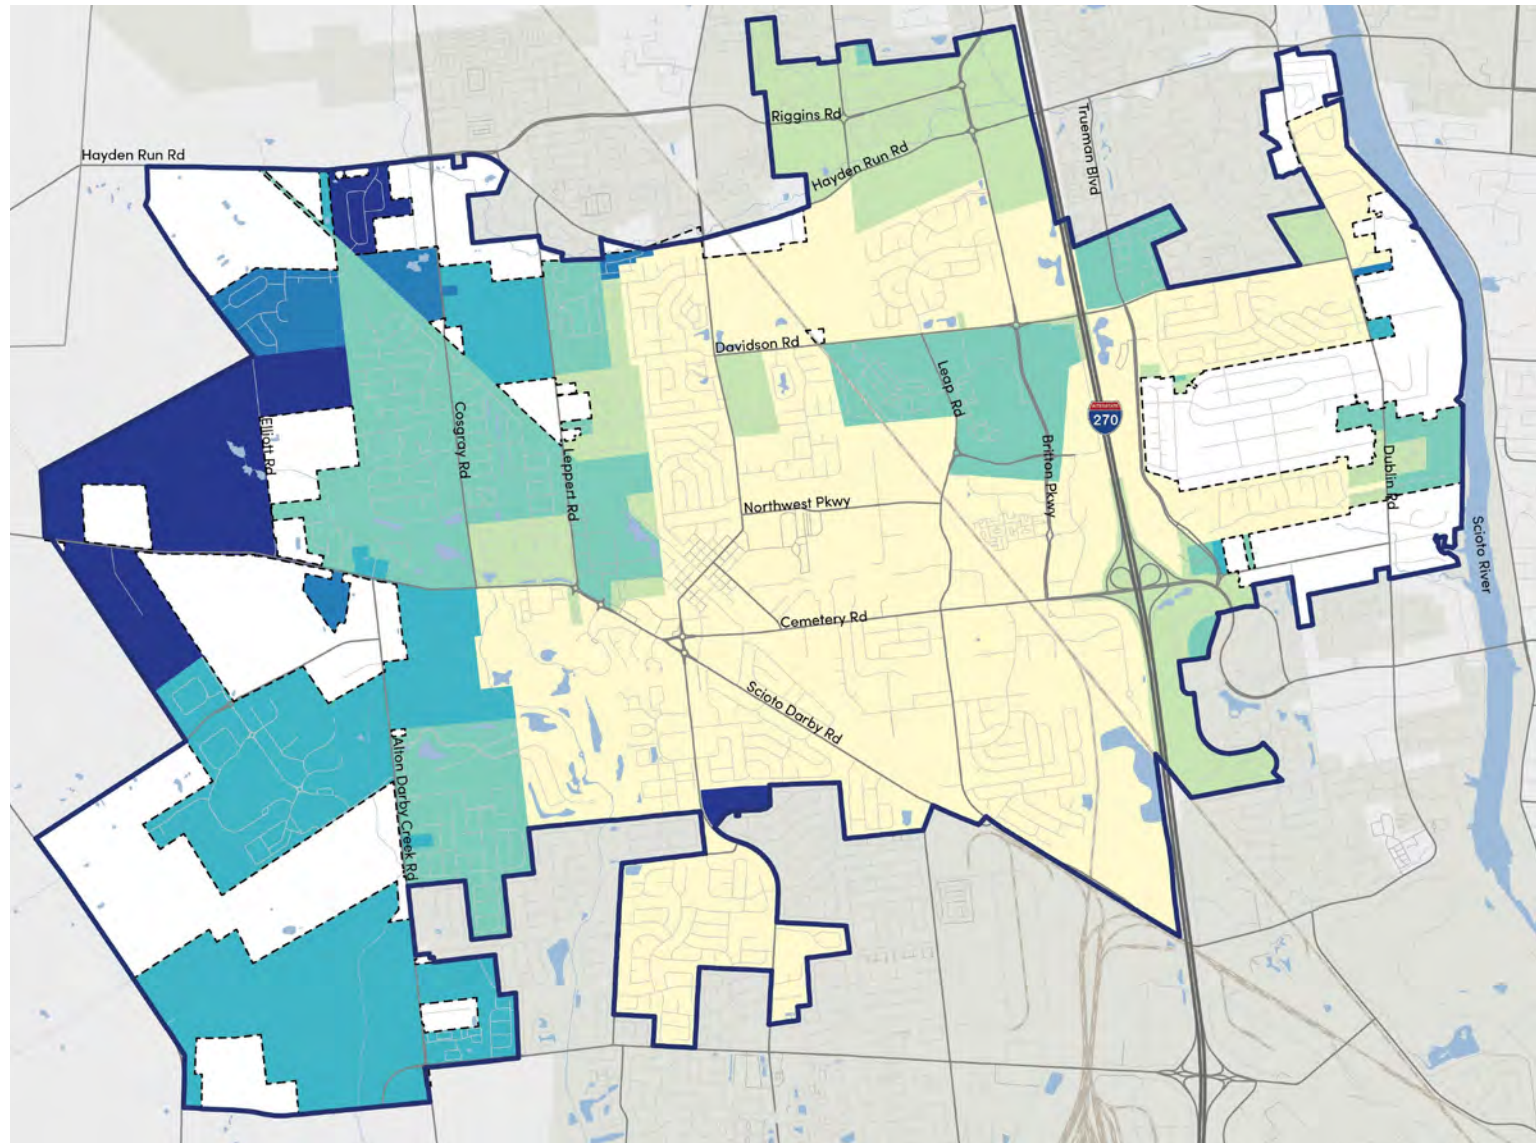 Riggins Rd
Trueman Blvd
Hayden Run Rd
Hayden Run Rd
Davidson Rd
Leap Rd
INTERSTATE
270
Elliott Rd
Cosgray Rd
Leppert Rd
Britton Pkwy
Dublin Rd
Northwest Pkwy
Scioto River
Cemetery Rd
Scioto Darby Rd
Alton Darby Creek Rd